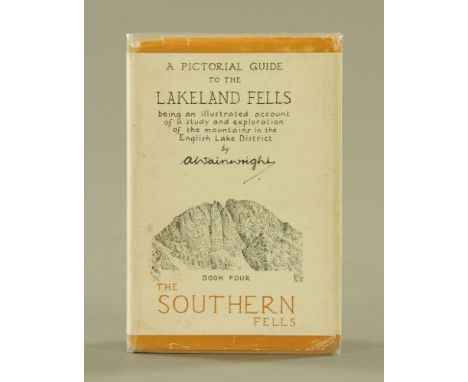 A PICTORIAL GUIDE
TO THE
LAKELAND FELLS
being an illustrated account
of a study and exploration
of the mountains in the
English Lake District
by
AWainwright
BOOK FOUR
THE
SOUTHERN
FELLS